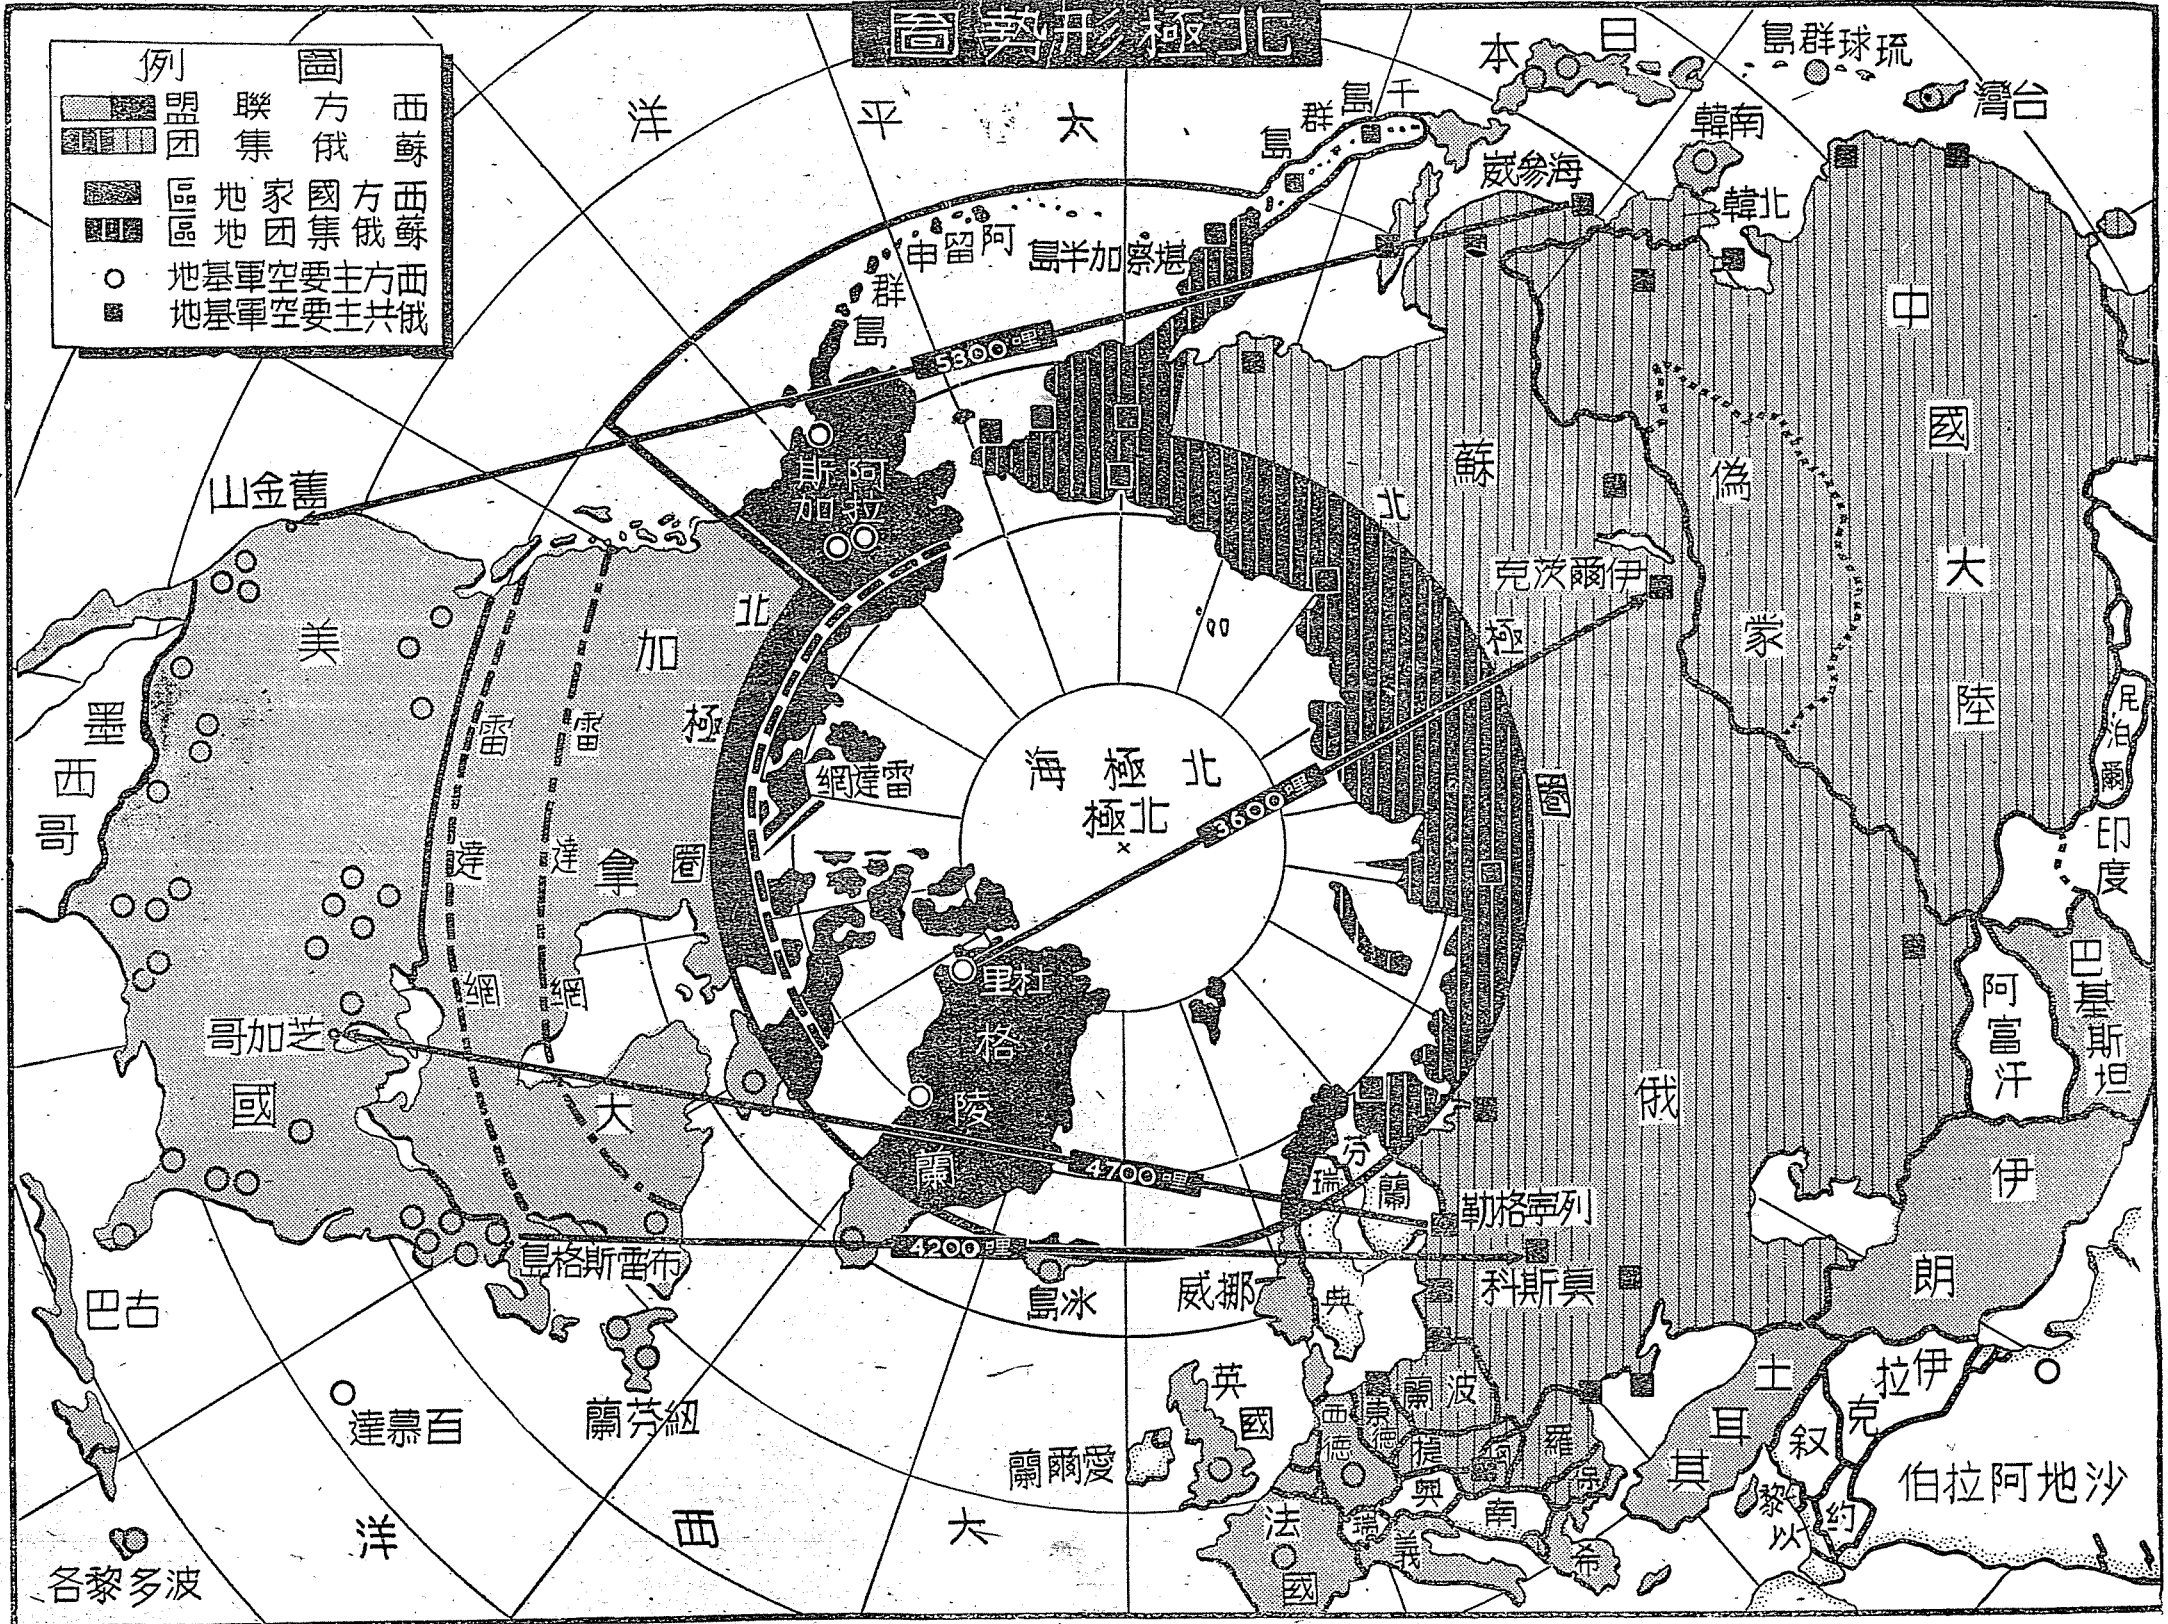 北極形勢圖
圖例
西方聯盟
蘇俄集团
西方國家地區
蘇俄集团地區
西方主要空軍基地
俄共主要空軍基地
太平洋
日本
琉球群島
台灣
千島群島
南韓
北韓
海參崴
堪察加半島
阿留申群島
5300哩
舊金山
阿拉斯加
蘇俄
中國大陸
偽蒙
伊爾茨克
北極圈
北極圈
美國
加拿大
墨西哥
雷達網
雷達網
雷達網
北極海
北極
3600哩
尼泊爾
印度
巴基斯坦
阿富汗
杜里
格陵蘭
芝加哥
4700哩
4200哩
布雷斯格島
冰島
芬蘭
瑞典
挪威
列寧格勒
莫斯科
伊朗
古巴
百慕達
紐芬蘭
波多黎各
大西洋
英國
愛爾蘭
法國
西德
東德
波蘭
捷
匈
羅
保
奧
瑞
義
南
希
土耳其
叙
伊拉克
黎
以
約
沙地阿拉伯